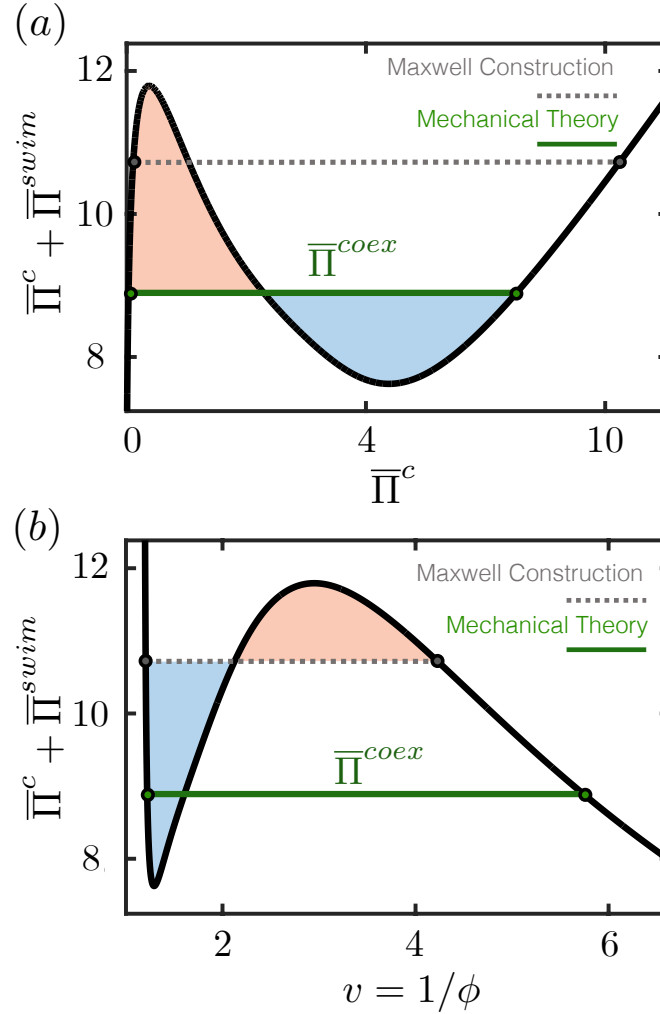 (a)
12
Maxwell Construction
Mechanical Theory
10
Π̅^{coex}
8
Π̅^c + Π̅^{swim}
0 4 10
Π̅^c
(b)
12
Maxwell Construction
Mechanical Theory
10
Π̅^{coex}
8
Π̅^c + Π̅^{swim}
2 4 6
v = 1/ϕ